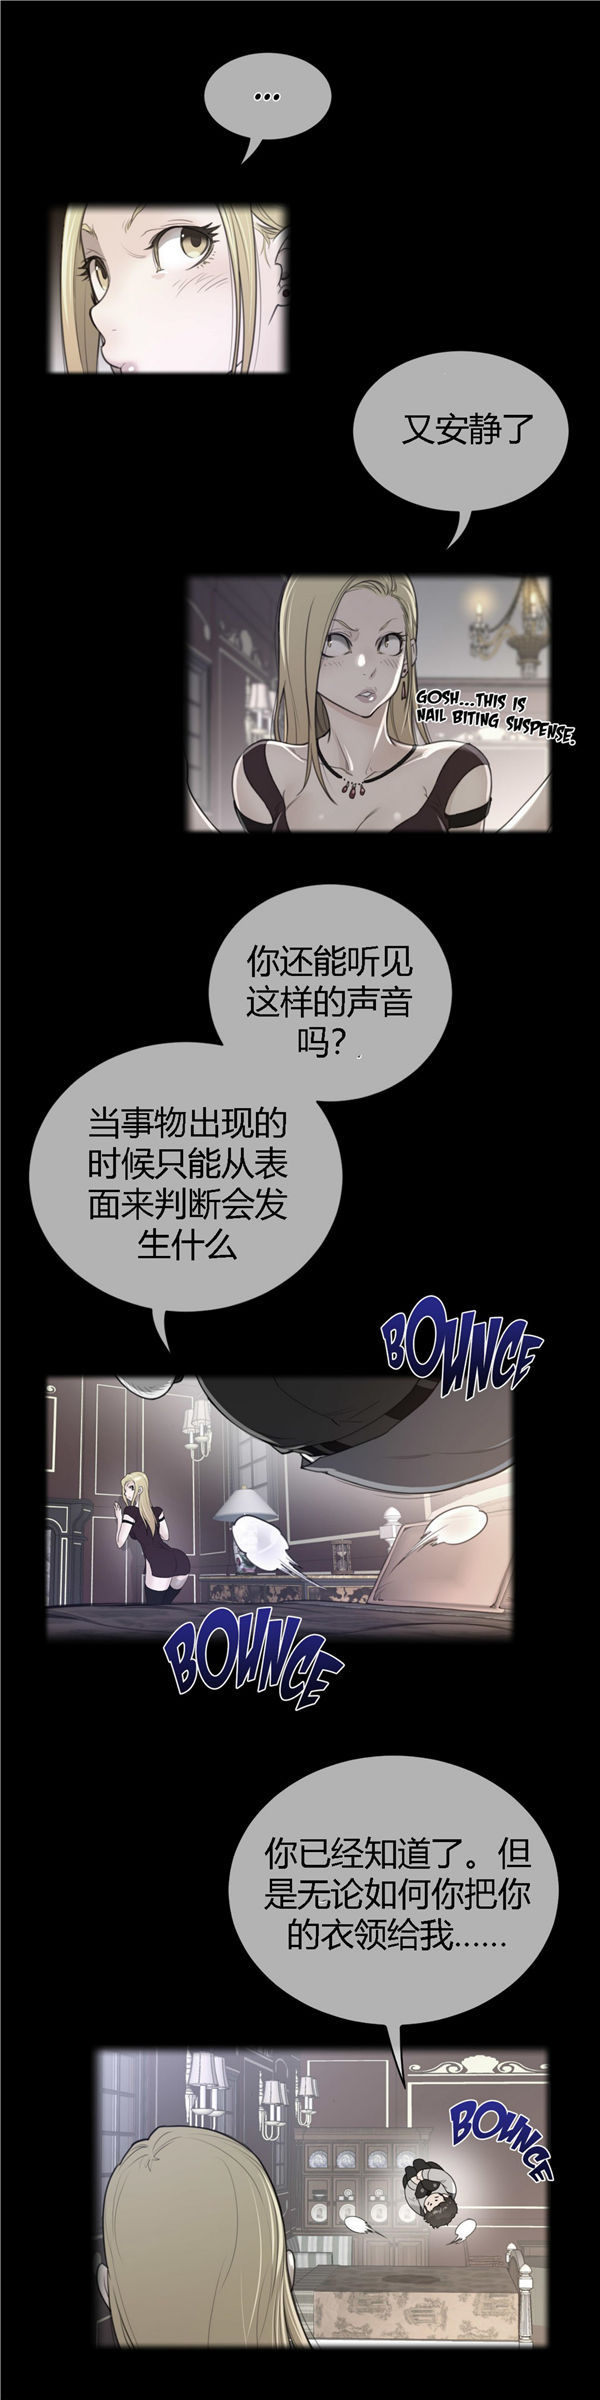 ...
又安静了
GOSH...THIS IS
NAIL BITING SUSPENSE.
你还能听见
这样的声音
吗?
当事物出现的
时候只能从表
面来判断会发
生什么
BOUNCE
BOUNCE
你已经知道了。但
是无论如何你把你
的衣领给我……
BOUNCE